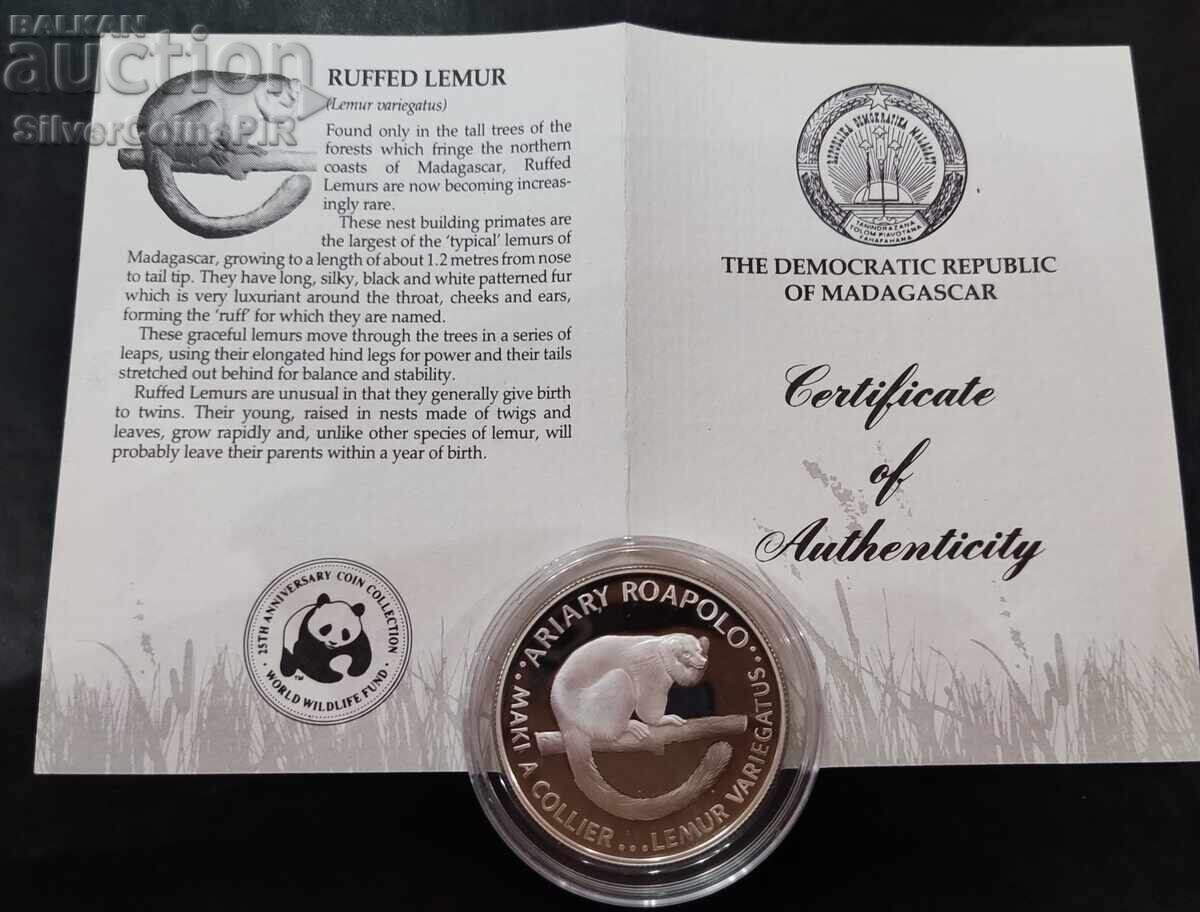 BALKAN
auction
SilverCoinsPIR
RUFFED LEMUR
(Lemur variegatus)
Found only in the tall trees of the
forests which fringe the northern
coasts of Madagascar, Ruffed
Lemurs are now becoming increas-
ingly rare.
These nest building primates are
the largest of the 'typical' lemurs of
Madagascar, growing to a length of about 1.2 metres from nose
to tail tip. They have long, silky, black and white patterned fur
which is very luxuriant around the throat, cheeks and ears,
forming the 'ruff' for which they are named.
These graceful lemurs move through the trees in a series of
leaps, using their elongated hind legs for power and their tails
stretched out behind for balance and stability.
Ruffed Lemurs are unusual in that they generally give birth
to twins. Their young, raised in nests made of twigs and
leaves, grow rapidly and, unlike other species of lemur, will
probably leave their parents within a year of birth.
25TH ANNIVERSARY COIN COLLECTION
WORLD WILDLIFE FUND
REPOBLIKA DEMOKRATIKA MALAGASY
TANINDRAZANA
TOLOM-PIAVOTANA
FAHAFAHANA
THE DEMOCRATIC REPUBLIC
OF MADAGASCAR
Certificate
of
Authenticity
ARIARY ROAPOLO
MAKI A COLLIER...LEMUR VARIEGATUS